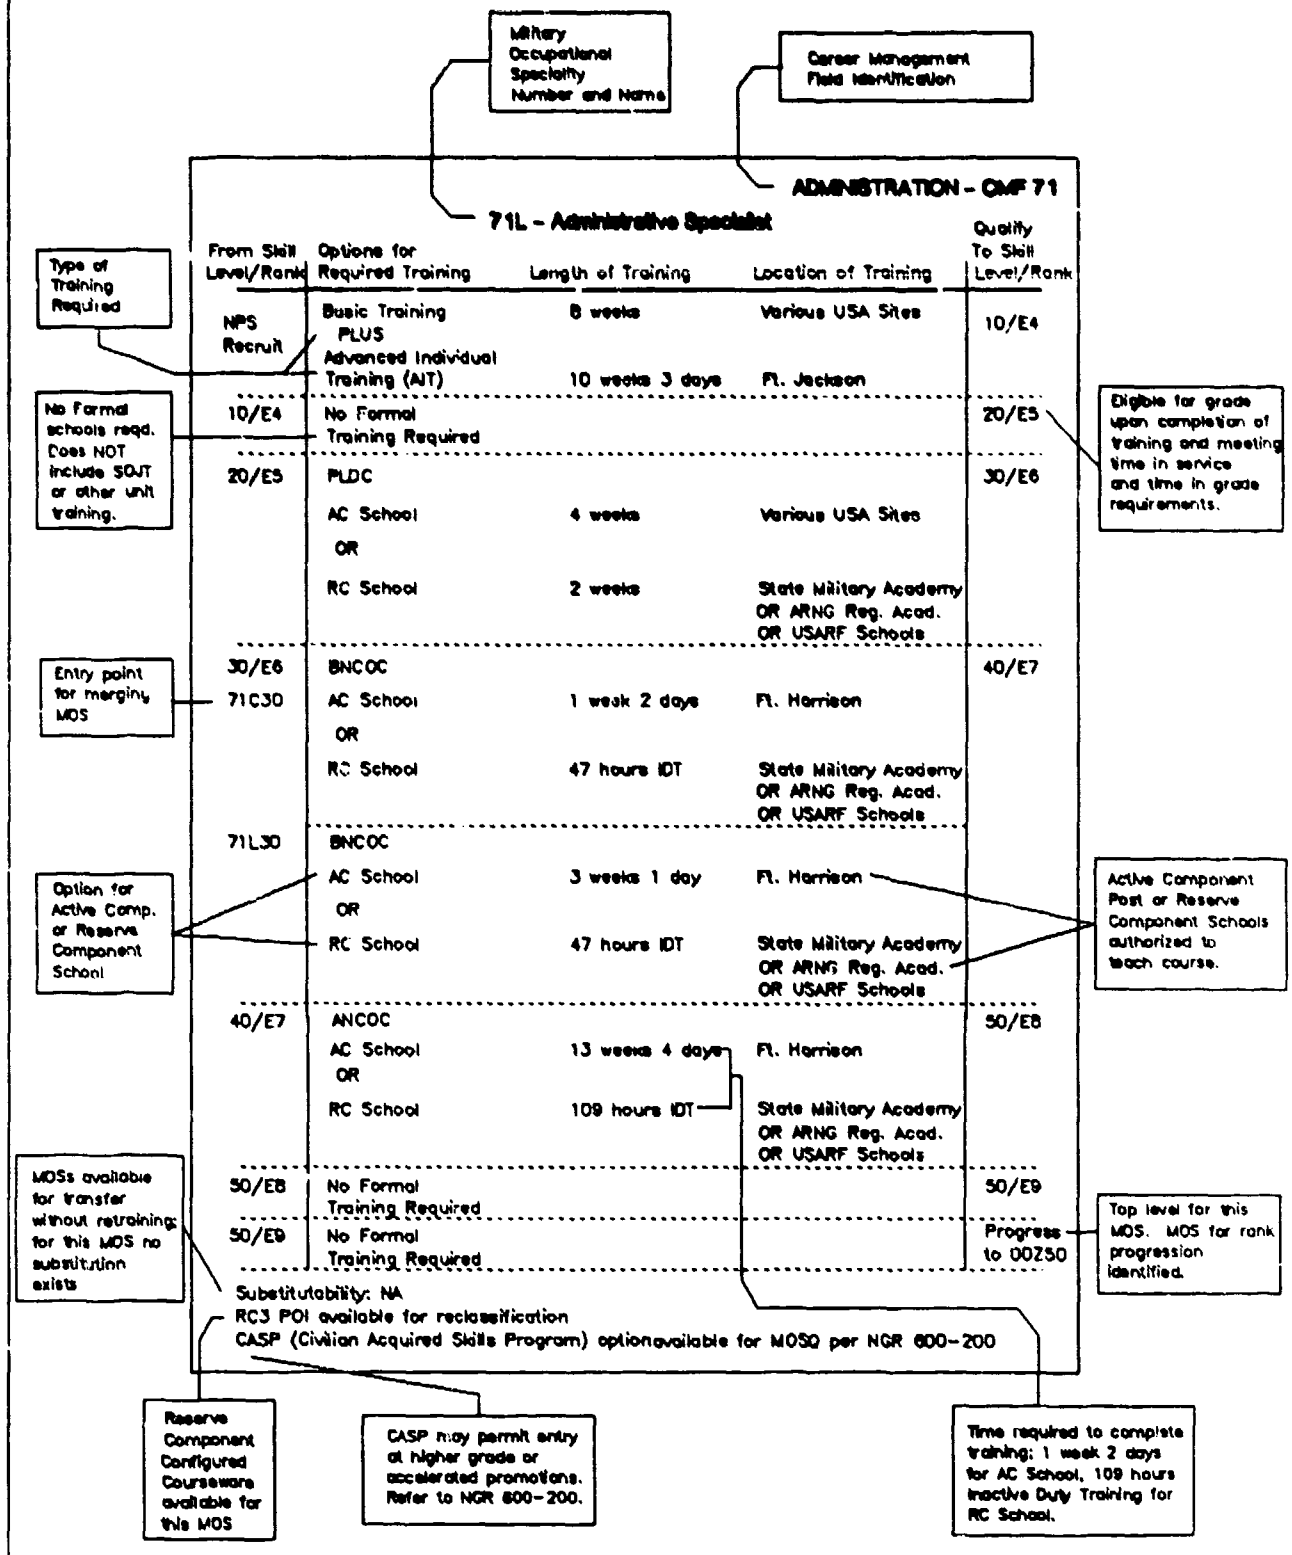 Military
Occupational
Speciality
Number and Name
Career Management
Field Identification
ADMINISTRATION - CMF 71
71L - Administrative Specialist
From Skill Level/Rank
Options for Required Training
Length of Training
Location of Training
Qualify To Skill Level/Rank
Type of
Training
Required
NPS
Recruit
Basic Training 8 weeks Various USA Sites 10/E4
PLUS
Advanced Individual
Training (AIT) 10 weeks 3 days Ft. Jackson
No Formal
schools reqd.
Does NOT
include SOJT
or other unit
training.
10/E4 No Formal 20/E5
Training Required
Eligible for grade
upon completion of
training and meeting
time in service
and time in grade
requirements.
20/E5 PLDC 30/E6
AC School 4 weeks Various USA Sites
OR
RC School 2 weeks State Military Academy
OR ARNG Reg. Acad.
OR USARF Schools
Entry point
for merging
MOS
30/E6 BNCOC 40/E7
71C30 AC School 1 week 2 days Ft. Harrison
OR
RC School 47 hours IDT State Military Academy
OR ARNG Reg. Acad.
OR USARF Schools
71L30 BNCOC
AC School 3 weeks 1 day Ft. Harrison
OR
RC School 47 hours IDT State Military Academy
OR ARNG Reg. Acad.
OR USARF Schools
Option for
Active Comp.
or Reserve
Component
School
Active Component
Post or Reserve
Component Schools
authorized to
teach course.
40/E7 ANCOC 50/E8
AC School 13 weeks 4 days Ft. Harrison
OR
RC School 109 hours IDT State Military Academy
OR ARNG Reg. Acad.
OR USARF Schools
MOSs available
for transfer
without retraining;
for this MOS no
substitution
exists
50/E8 No Formal 50/E9
Training Required
50/E9 No Formal Progress
Training Required to 00Z50
Top level for this
MOS. MOS for rank
progression
identified.
Substitutability: NA
RC3 POI available for reclassification
CASP (Civilian Acquired Skills Program) option available for MOSQ per NGR 600-200
Reserve
Component
Configured
Courseware
available for
this MOS
CASP may permit entry
at higher grade or
accelerated promotions.
Refer to NGR 600-200.
Time required to complete
training; 1 week 2 days
for AC School, 109 hours
Inactive Duty Training for
RC School.